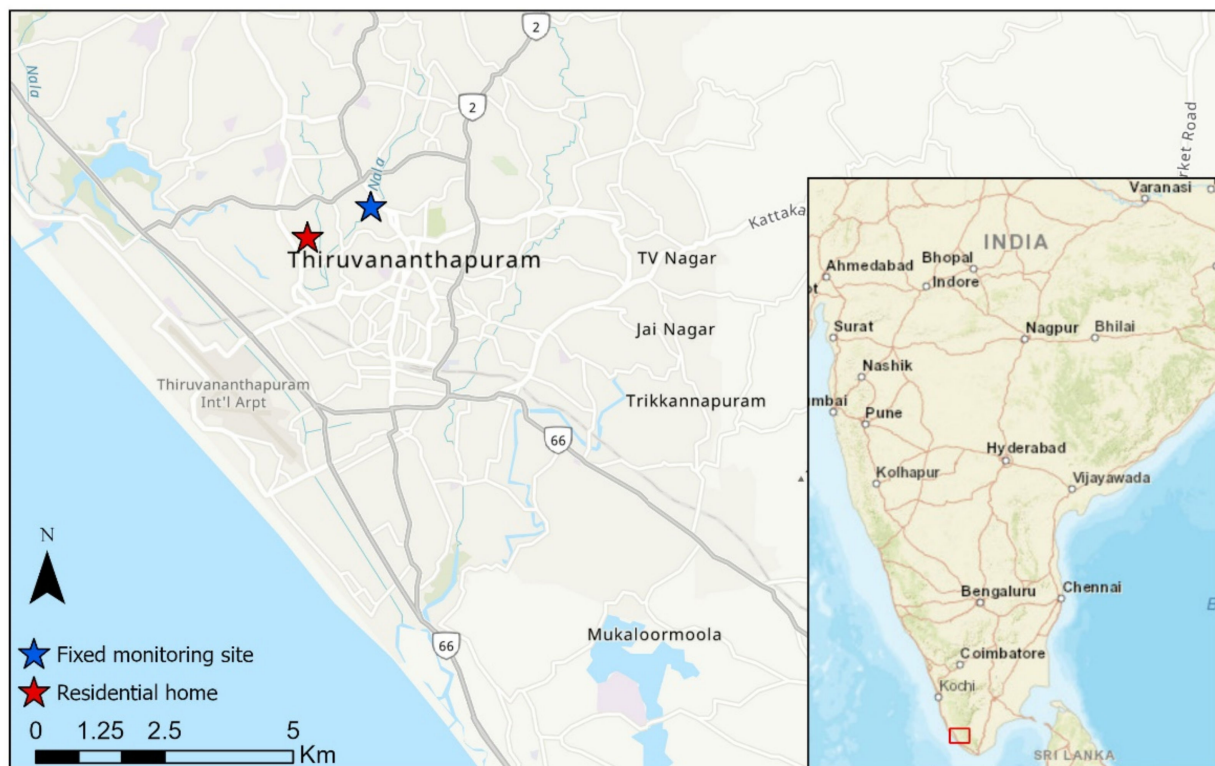 2
Nala
2
Nala
Kattaka
rket Road
Thiruvananthapuram
TV Nagar
Jai Nagar
Thiruvananthapuram
Int'l Arpt
Trikkannapuram
66
Mukaloormoola
66
N
Fixed monitoring site
Residential home
0 1.25 2.5 5
Km
Varanasi
INDIA
Bhopal
Ahmedabad
Indore
Surat
Nagpur
Bhilai
Nashik
umbai
Pune
Hyderabad
Kolhapur
Vijayawada
Bengaluru
Chennai
Coimbatore
Kochi
SRI LANKA